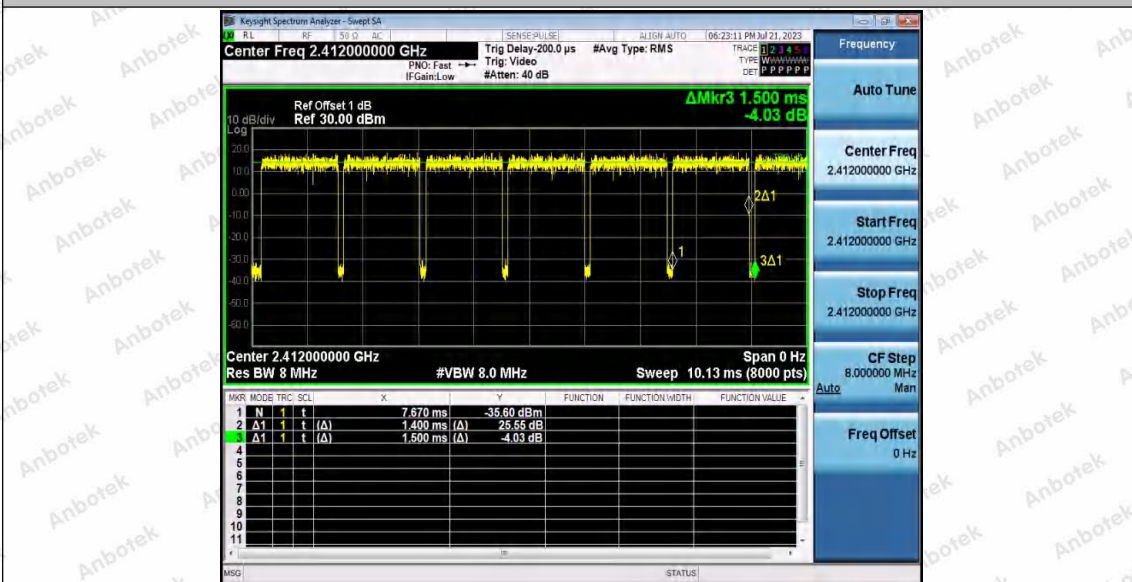 Keysight Spectrum Analyzer - Swept SA
RL RF 50 Ω AC SENSE:PULSE ALIGN AUTO 06:23:11 PM Jul 21, 2023
Center Freq 2.412000000 GHz
PNO: Fast
IFGain:Low
Trig Delay-200.0 µs
Trig: Video
#Atten: 40 dB
#Avg Type: RMS
TRACE 1 2 3 4 5 6
TYPE WWWWWW
DET P P P P P P
ΔMkr3 1.500 ms
-4.03 dB
Ref Offset 1 dB
10 dB/div Ref 30.00 dBm
Log
20.0
10.0
0.00
-10.0
-20.0
-30.0
-40.0
-50.0
-60.0
2Δ1
1
3Δ1
Center 2.412000000 GHz Span 0 Hz
Res BW 8 MHz #VBW 8.0 MHz Sweep 10.13 ms (8000 pts)
MKR MODE TRC SCL X Y FUNCTION FUNCTION WIDTH FUNCTION VALUE
1 N 1 t 7.670 ms -35.60 dBm
2 Δ1 1 t (Δ) 1.400 ms (Δ) 25.55 dB
3 Δ1 1 t (Δ) 1.500 ms (Δ) -4.03 dB
4
5
6
7
8
9
10
11
MSG STATUS
Frequency
Auto Tune
Center Freq
2.412000000 GHz
Start Freq
2.412000000 GHz
Stop Freq
2.412000000 GHz
CF Step
8.000000 MHz
Auto Man
Freq Offset
0 Hz
Anbotek